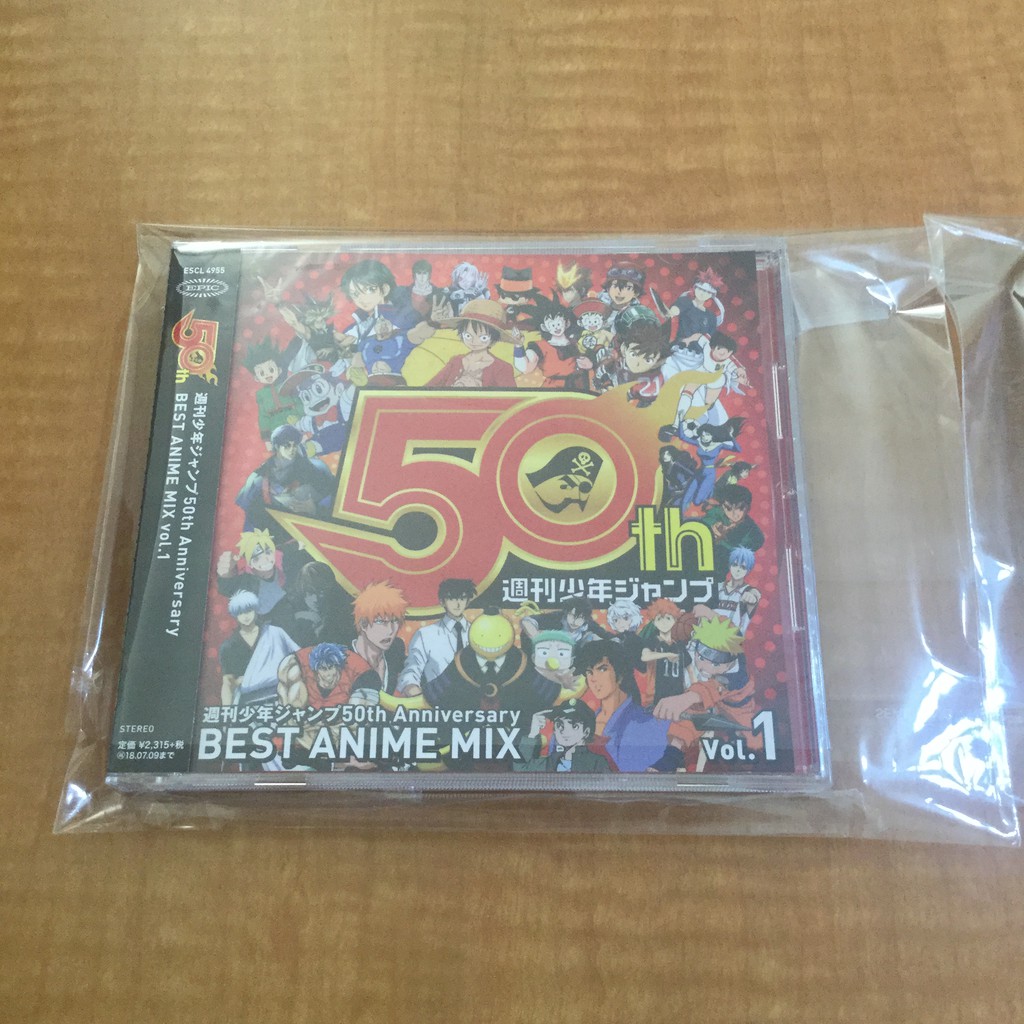 ESCL 4955
EPIC
50th
週刊少年ジャンプ50th Anniversary
BEST ANIME MIX vol.1
STEREO
定価 ¥2,315+税
18.07.09まで
50th
週刊少年ジャンプ
週刊少年ジャンプ50th Anniversary
BEST ANIME MIX vol.1